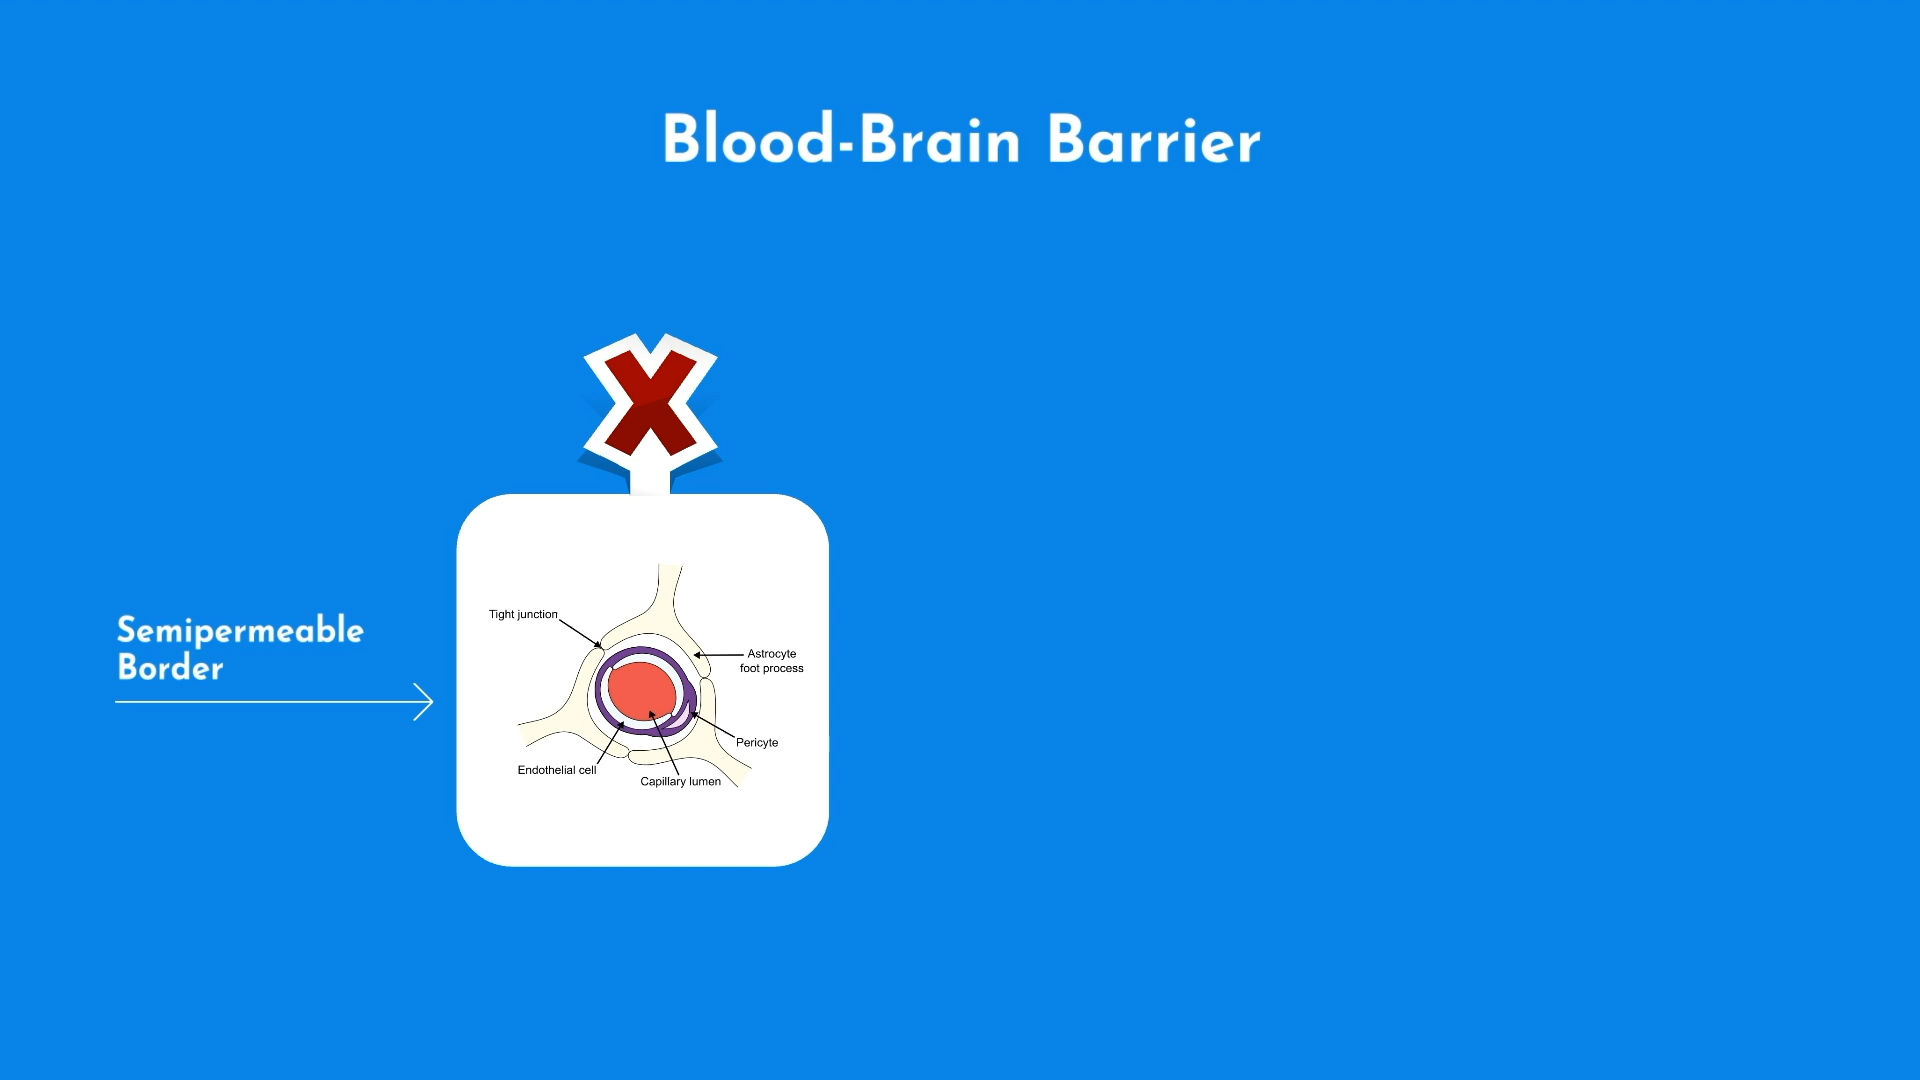 Blood-Brain Barrier
Semipermeable
Border
Tight junction
Astrocyte
foot process
Pericyte
Endothelial cell
Capillary lumen